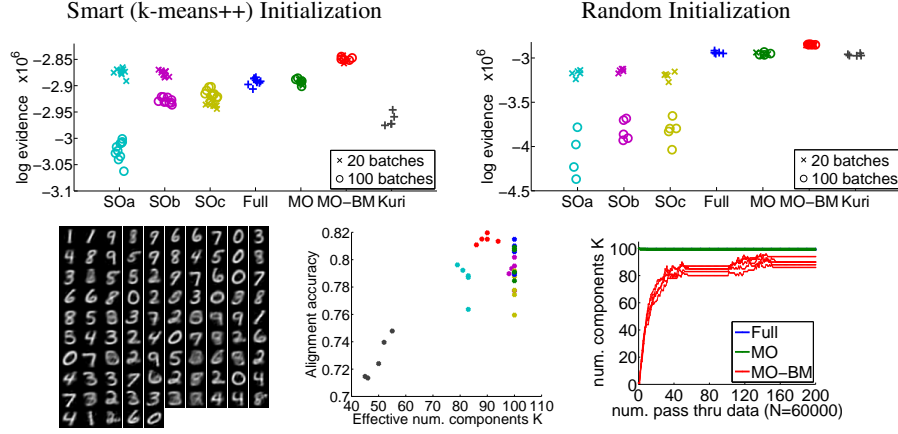 Smart (k-means++) Initialization
Random Initialization
log evidence x10^6
−2.85
−2.9
−2.95
−3
−3.05
−3.1
× 20 batches
○ 100 batches
SOa SOb SOc Full MO MO−BM Kuri
log evidence x10^6
−3
−3.5
−4
−4.5
× 20 batches
○ 100 batches
SOa SOb SOc Full MO MO−BM Kuri
Alignment accuracy
0.82
0.8
0.78
0.76
0.74
0.72
0.7
40 50 60 70 80 90 100 110
Effective num. components K
num. components K
100
80
60
40
20
0
Full
MO
MO−BM
0 40 80 120 160 200
num. pass thru data (N=60000)